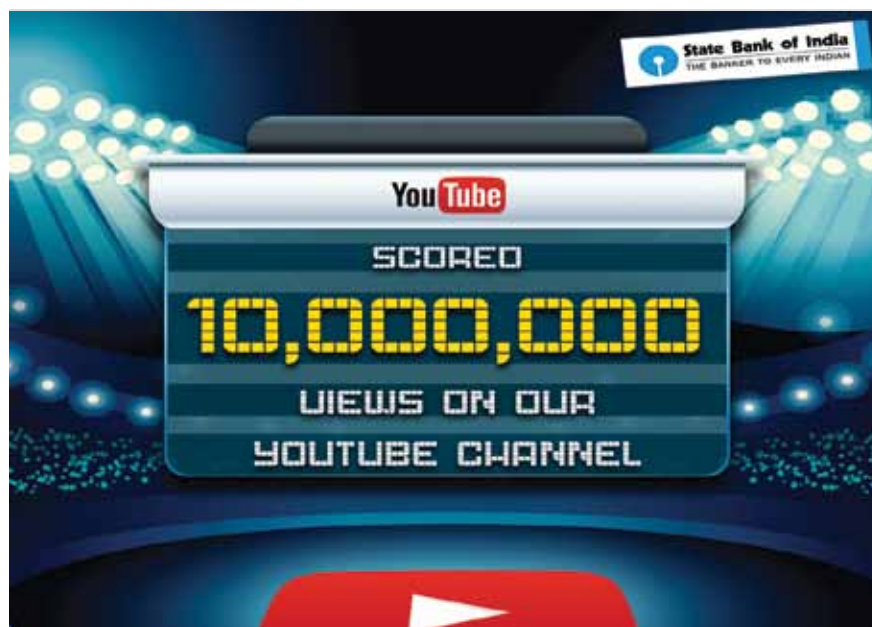 State Bank of India
THE BANKER TO EVERY INDIAN
YouTube
SCORED
10,000,000
VIEWS ON OUR
YOUTUBE CHANNEL